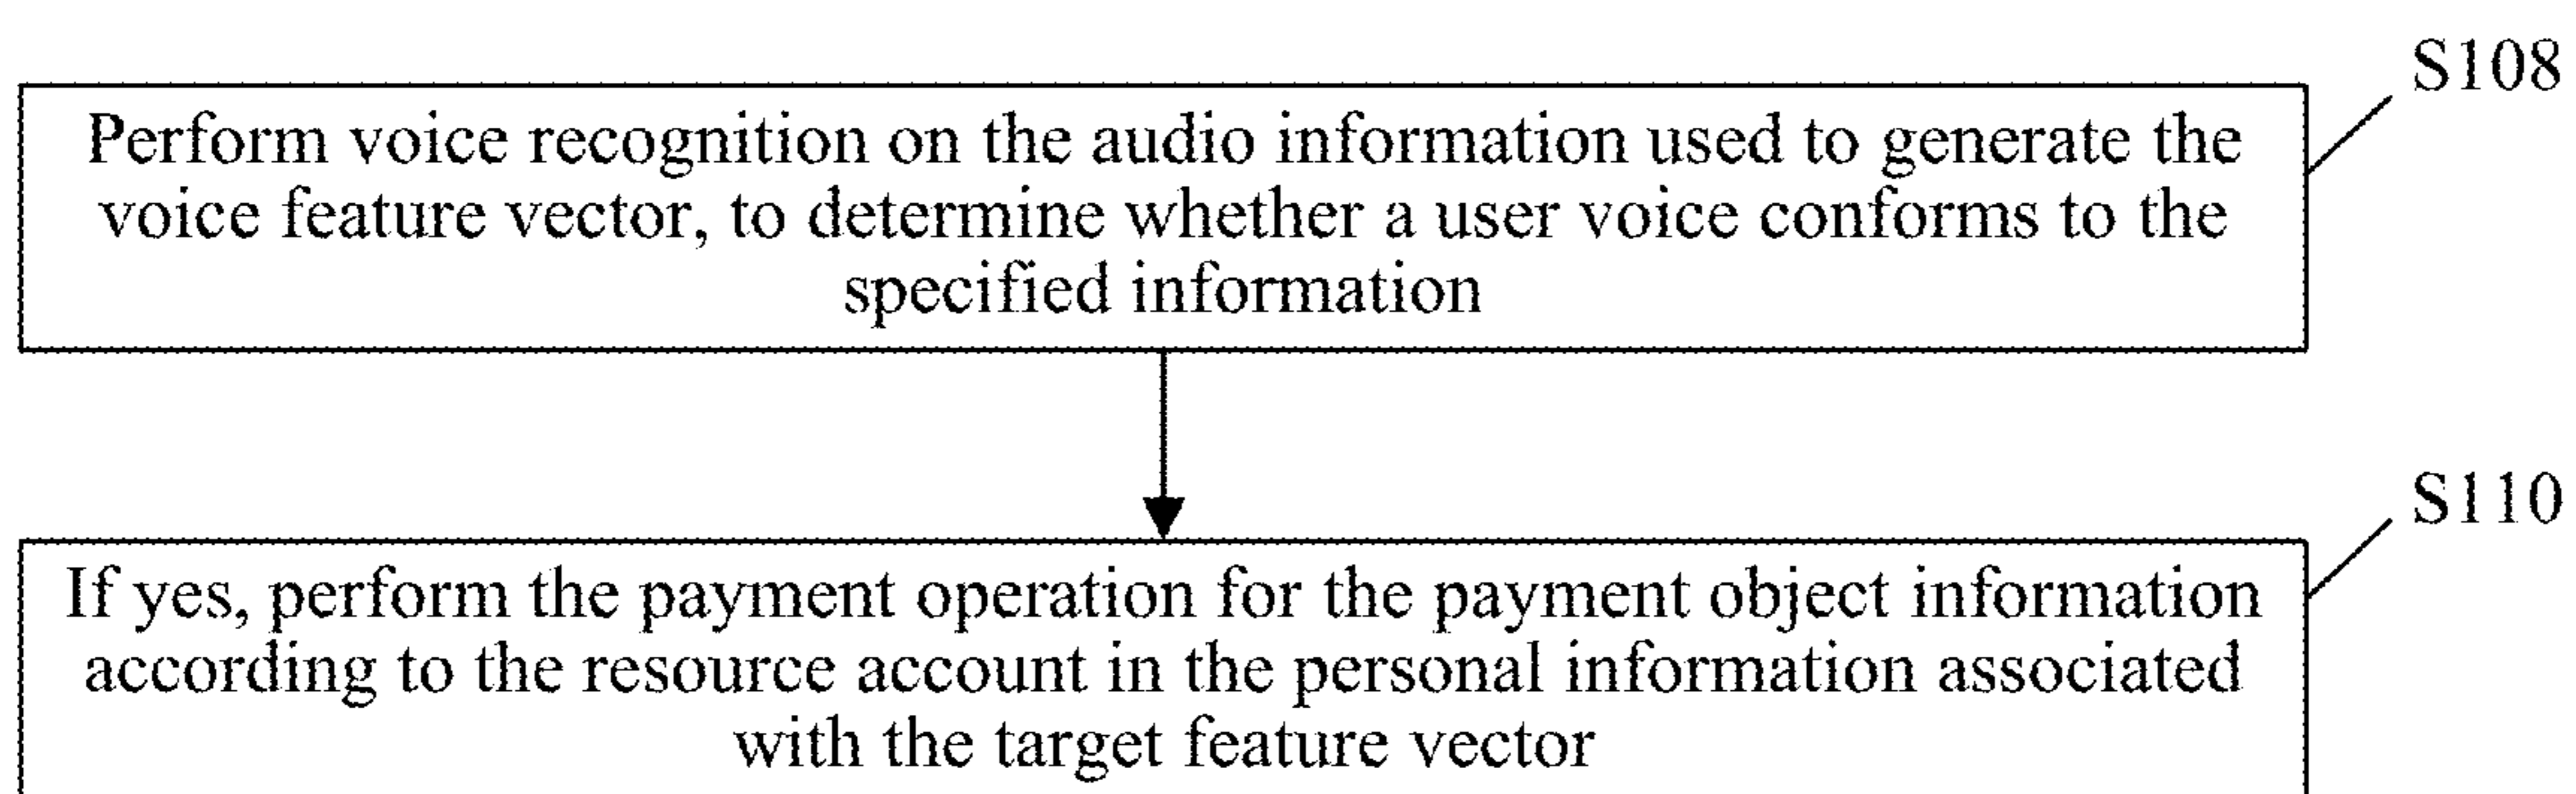 S108
Perform voice recognition on the audio information used to generate the
voice feature vector, to determine whether a user voice conforms to the
specified information
S110
If yes, perform the payment operation for the payment object information
according to the resource account in the personal information associated
with the target feature vector